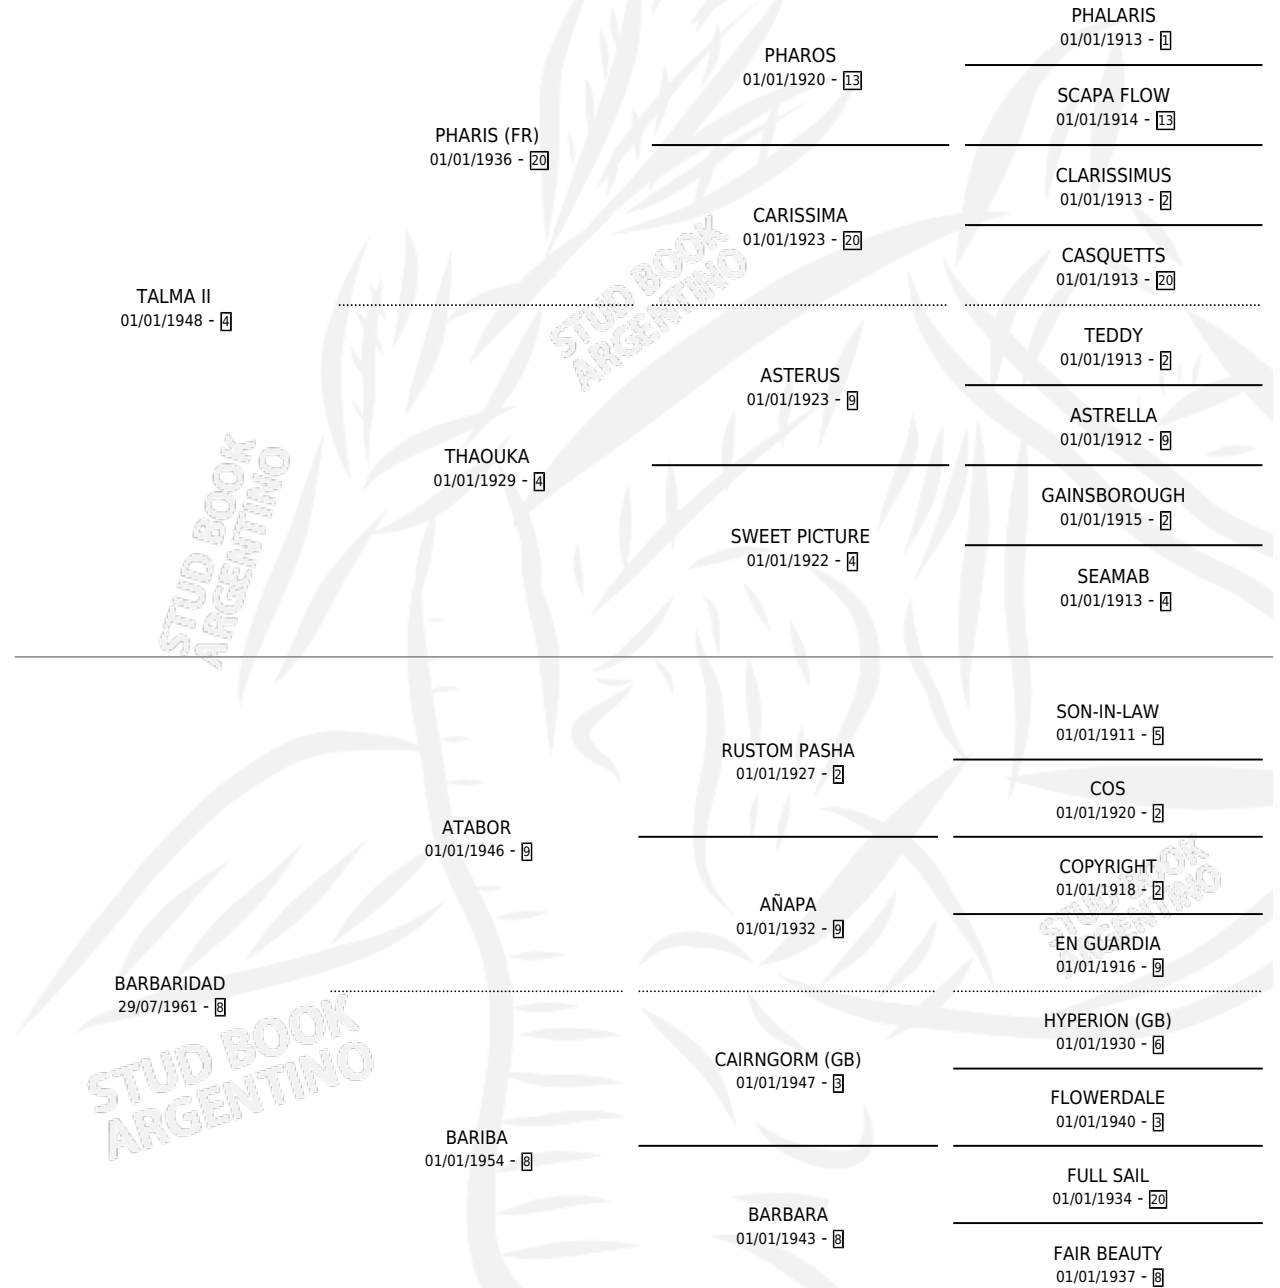 PHALARIS
01/01/1913 - 1
PHAROS
01/01/1920 - 13
SCAPA FLOW
01/01/1914 - 13
PHARIS (FR)
01/01/1936 - 20
CLARISSIMUS
01/01/1913 - 2
CARISSIMA
01/01/1923 - 20
CASQUETTS
01/01/1913 - 20
TALMA II
01/01/1948 - 4
TEDDY
01/01/1913 - 2
ASTERUS
01/01/1923 - 9
ASTRELLA
01/01/1912 - 9
THAOUKA
01/01/1929 - 4
GAINSBOROUGH
01/01/1915 - 2
SWEET PICTURE
01/01/1922 - 4
SEAMAB
01/01/1913 - 4
SON-IN-LAW
01/01/1911 - 5
RUSTOM PASHA
01/01/1927 - 2
COS
01/01/1920 - 2
ATABOR
01/01/1946 - 9
COPYRIGHT
01/01/1918 - 2
AÑAPA
01/01/1932 - 9
EN GUARDIA
01/01/1916 - 9
BARBARIDAD
29/07/1961 - 8
HYPERION (GB)
01/01/1930 - 6
CAIRNGORM (GB)
01/01/1947 - 3
FLOWERDALE
01/01/1940 - 3
BARIBA
01/01/1954 - 8
FULL SAIL
01/01/1934 - 20
BARBARA
01/01/1943 - 8
FAIR BEAUTY
01/01/1937 - 8
STUD BOOK
ARGENTINO
STUD BOOK
ARGENTINO
STUD BOOK
ARGENTINO
STUD BOOK
ARGENTINO